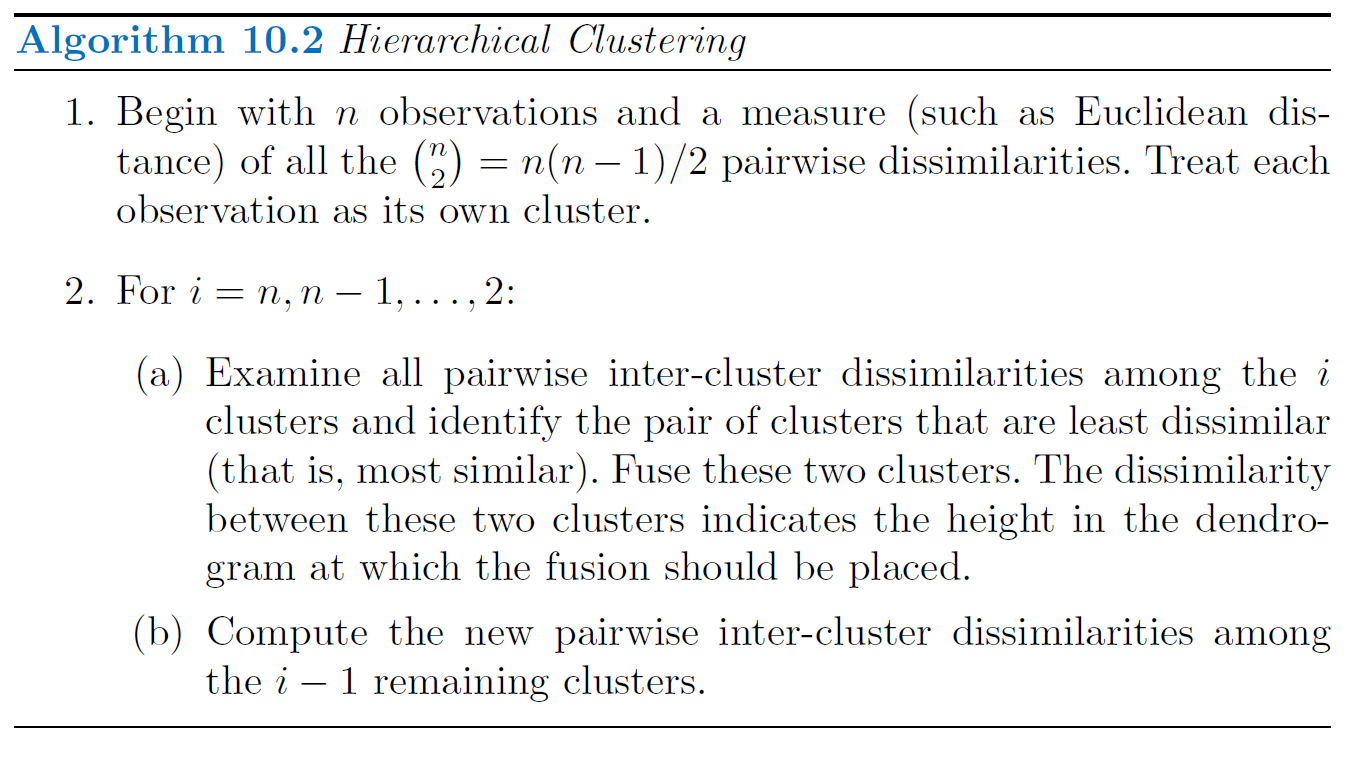 Algorithm 10.2 Hierarchical Clustering
1. Begin with n observations and a measure (such as Euclidean dis-
tance) of all the (n 2) = n(n − 1)/2 pairwise dissimilarities. Treat each
observation as its own cluster.
2. For i = n, n − 1, . . . , 2:
(a) Examine all pairwise inter-cluster dissimilarities among the i
clusters and identify the pair of clusters that are least dissimilar
(that is, most similar). Fuse these two clusters. The dissimilarity
between these two clusters indicates the height in the dendro-
gram at which the fusion should be placed.
(b) Compute the new pairwise inter-cluster dissimilarities among
the i − 1 remaining clusters.